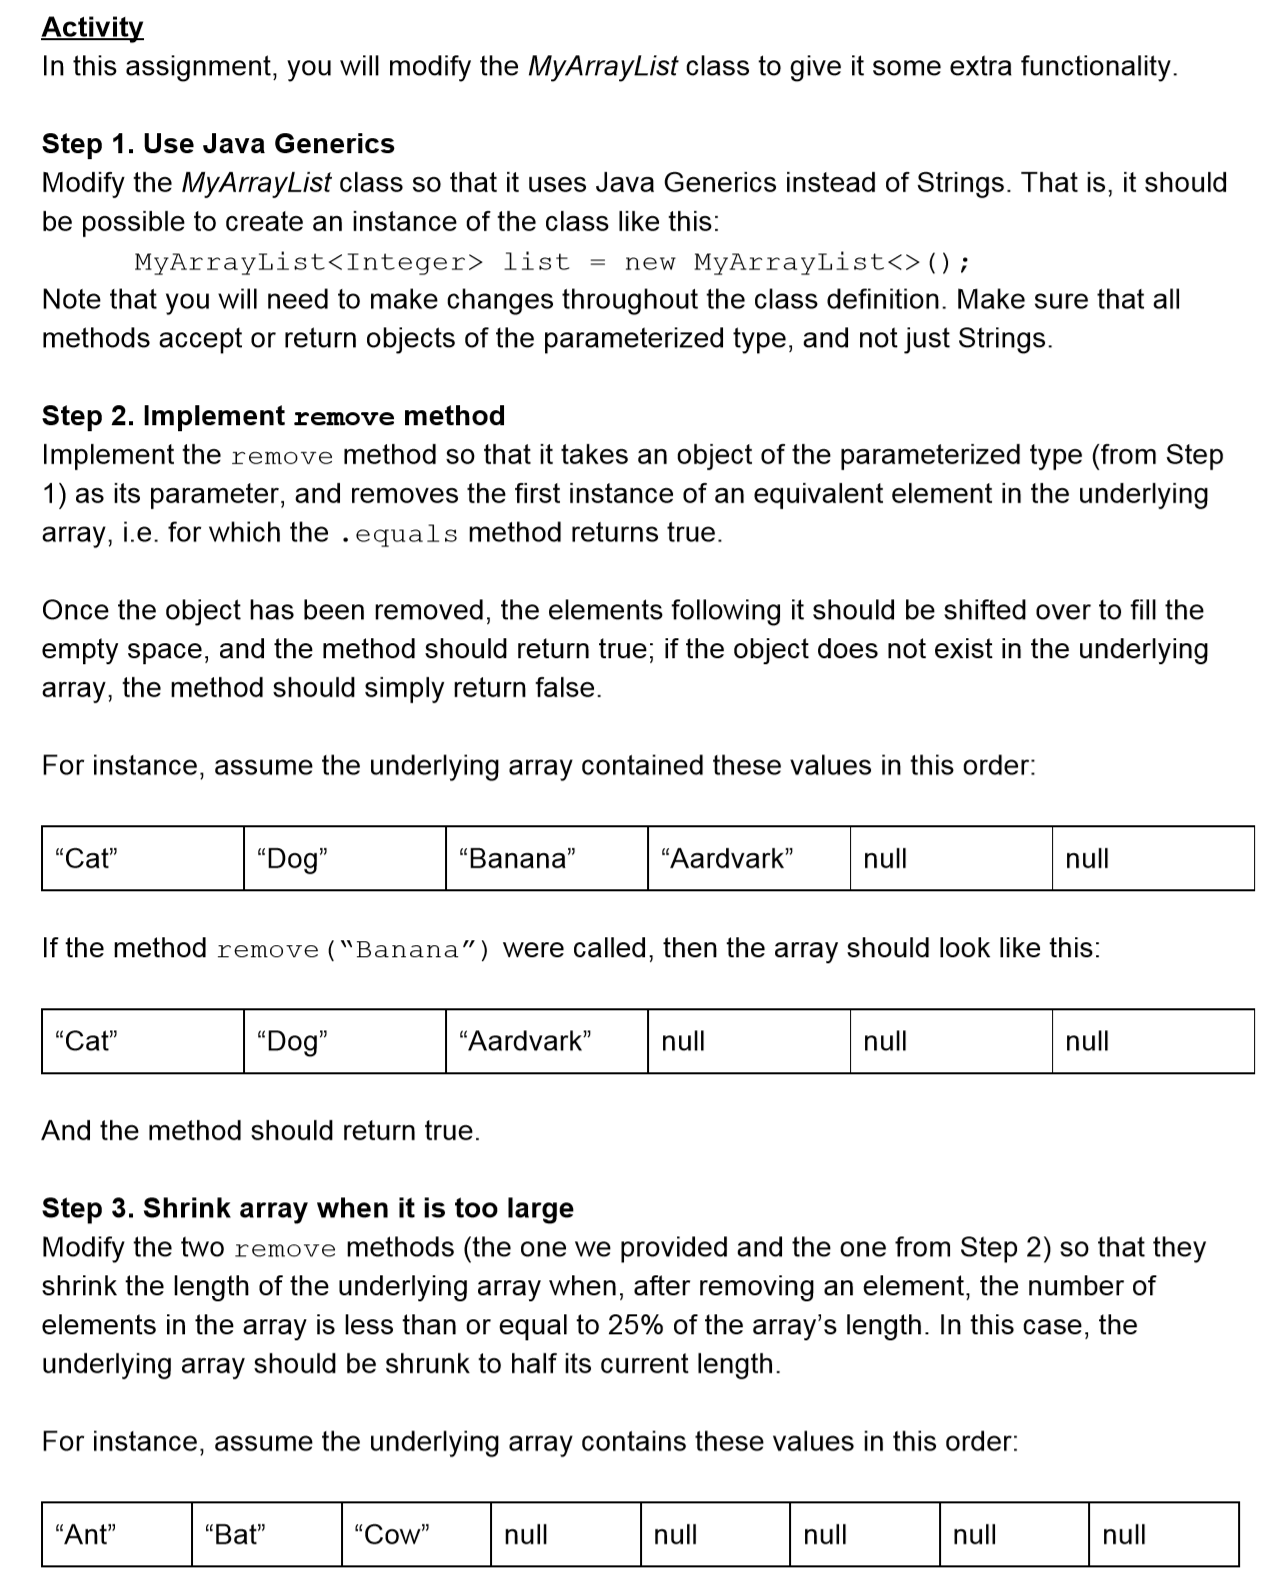 Activity
In this assignment, you will modify the MyArrayList class to give it some extra functionality.
Step 1. Use Java Generics
Modify the MyArrayList class so that it uses Java Generics instead of Strings. That is, it should
be possible to create an instance of the class like this:
MyArrayList<Integer> list = new MyArrayList<>();
Note that you will need to make changes throughout the class definition. Make sure that all
methods accept or return objects of the parameterized type, and not just Strings.
Step 2. Implement remove method
Implement the remove method so that it takes an object of the parameterized type (from Step
1) as its parameter, and removes the first instance of an equivalent element in the underlying
array, i.e. for which the .equals method returns true.
Once the object has been removed, the elements following it should be shifted over to fill the
empty space, and the method should return true; if the object does not exist in the underlying
array, the method should simply return false.
For instance, assume the underlying array contained these values in this order:
“Cat” “Dog” “Banana” “Aardvark” null null
If the method remove(“Banana”) were called, then the array should look like this:
“Cat” “Dog” “Aardvark” null null null
And the method should return true.
Step 3. Shrink array when it is too large
Modify the two remove methods (the one we provided and the one from Step 2) so that they
shrink the length of the underlying array when, after removing an element, the number of
elements in the array is less than or equal to 25% of the array’s length. In this case, the
underlying array should be shrunk to half its current length.
For instance, assume the underlying array contains these values in this order:
“Ant” “Bat” “Cow” null null null null null